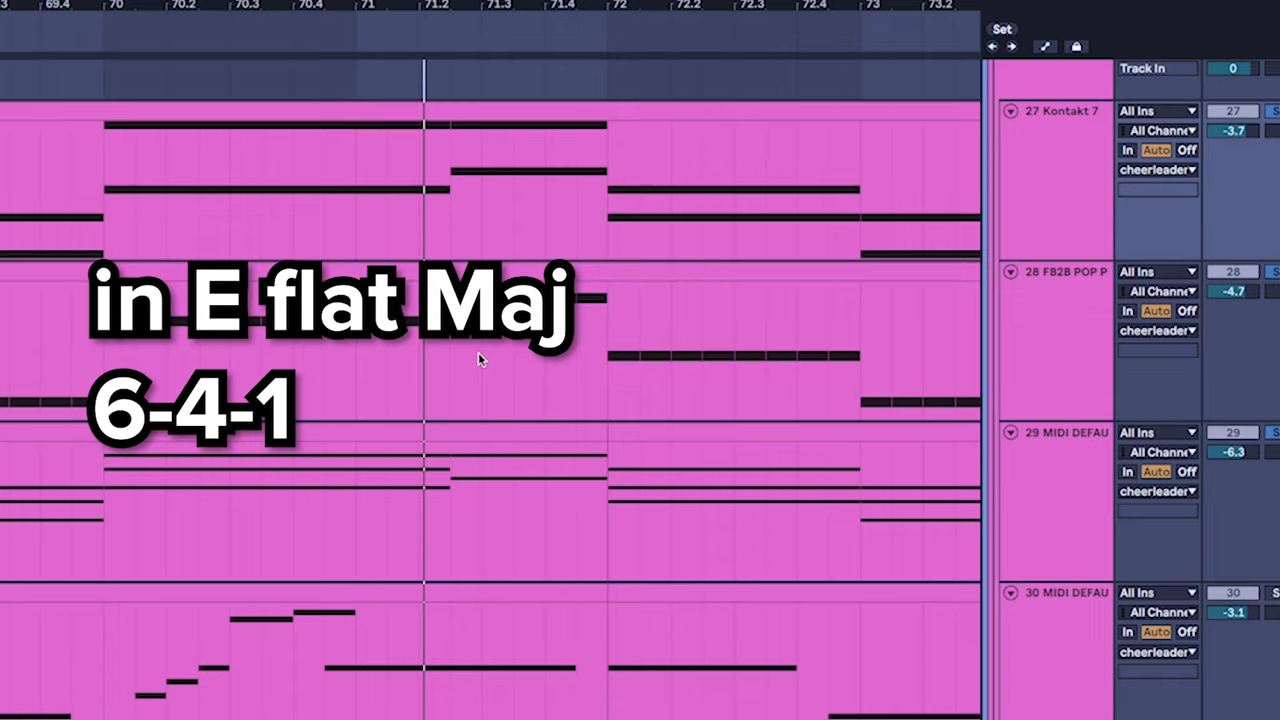 3 69.4 70 70.2 70.3 70.4 71 71.2 71.3 71.4 72 72.2 72.3 72.4 73 73.2
Set
Track In 0
27 Kontakt 7 All Ins 27
All Channe -3.7
In Auto Off
cheerleader
in E flat Maj
6-4-1
28 FB2B POP P All Ins 28
All Channe -4.7
In Auto Off
cheerleader
29 MIDI DEFAU All Ins 29
All Channe -6.3
In Auto Off
cheerleader
30 MIDI DEFAU All Ins 30
All Channe -3.1
In Auto Off
cheerleader